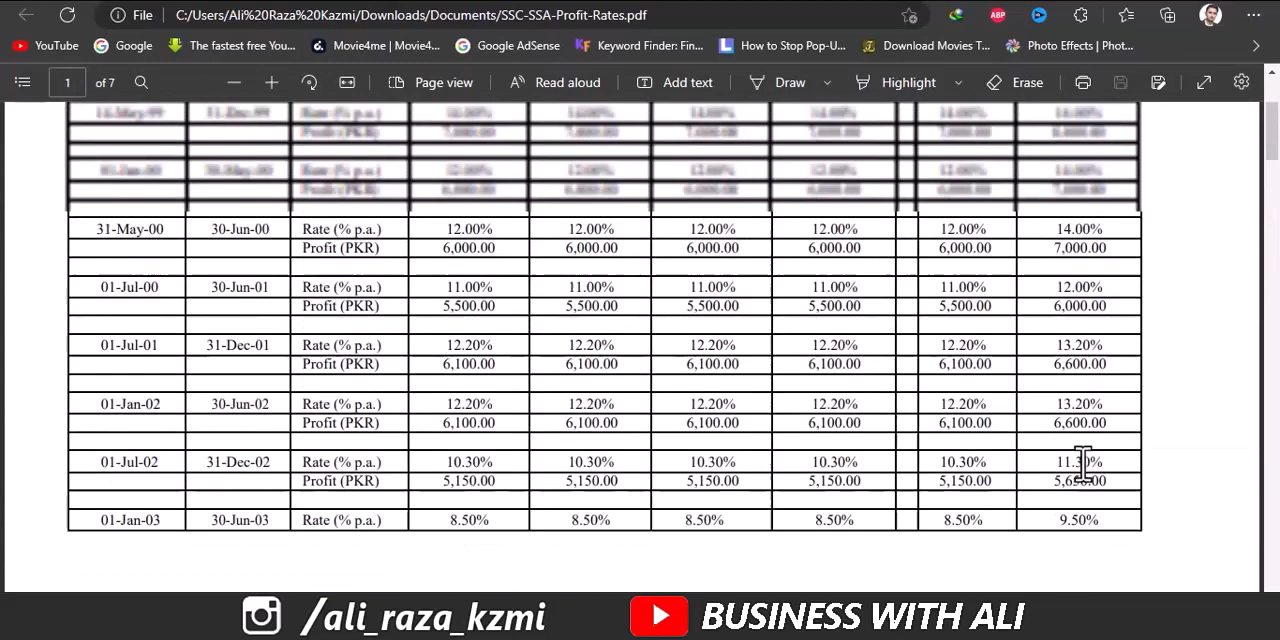 File C:/Users/Ali%20Raza%20Kazmi/Downloads/Documents/SSC-SSA-Profit-Rates.pdf ABP
YouTube Google The fastest free You... Movie4me | Movie4... Google AdSense Keyword Finder: Fin... How to Stop Pop-U... Download Movies T... Photo Effects | Phot...
1 of 7 Page view Read aloud Add text Draw Highlight Erase
31-May-00 30-Jun-00 Rate (% p.a.) 12.00% 12.00% 12.00% 12.00% 12.00% 14.00%
Profit (PKR) 6,000.00 6,000.00 6,000.00 6,000.00 6,000.00 7,000.00
01-Jul-00 30-Jun-01 Rate (% p.a.) 11.00% 11.00% 11.00% 11.00% 11.00% 12.00%
Profit (PKR) 5,500.00 5,500.00 5,500.00 5,500.00 5,500.00 6,000.00
01-Jul-01 31-Dec-01 Rate (% p.a.) 12.20% 12.20% 12.20% 12.20% 12.20% 13.20%
Profit (PKR) 6,100.00 6,100.00 6,100.00 6,100.00 6,100.00 6,600.00
01-Jan-02 30-Jun-02 Rate (% p.a.) 12.20% 12.20% 12.20% 12.20% 12.20% 13.20%
Profit (PKR) 6,100.00 6,100.00 6,100.00 6,100.00 6,100.00 6,600.00
01-Jul-02 31-Dec-02 Rate (% p.a.) 10.30% 10.30% 10.30% 10.30% 10.30% 11.30%
Profit (PKR) 5,150.00 5,150.00 5,150.00 5,150.00 5,150.00 5,650.00
01-Jan-03 30-Jun-03 Rate (% p.a.) 8.50% 8.50% 8.50% 8.50% 8.50% 9.50%
/ali_raza_kzmi BUSINESS WITH ALI